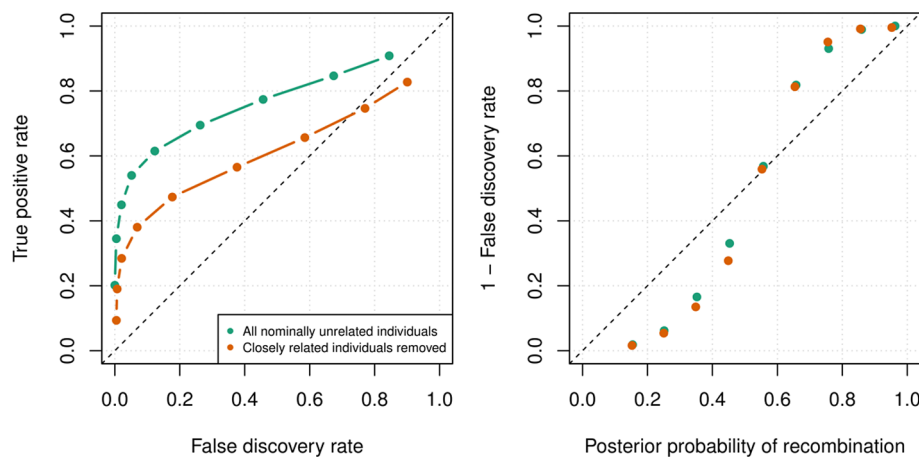 True positive rate
1.0
0.8
0.6
0.4
0.2
0.0
All nominally unrelated individuals
Closely related individuals removed
0.0 0.2 0.4 0.6 0.8 1.0
False discovery rate
1 − False discovery rate
1.0
0.8
0.6
0.4
0.2
0.0
0.0 0.2 0.4 0.6 0.8 1.0
Posterior probability of recombination